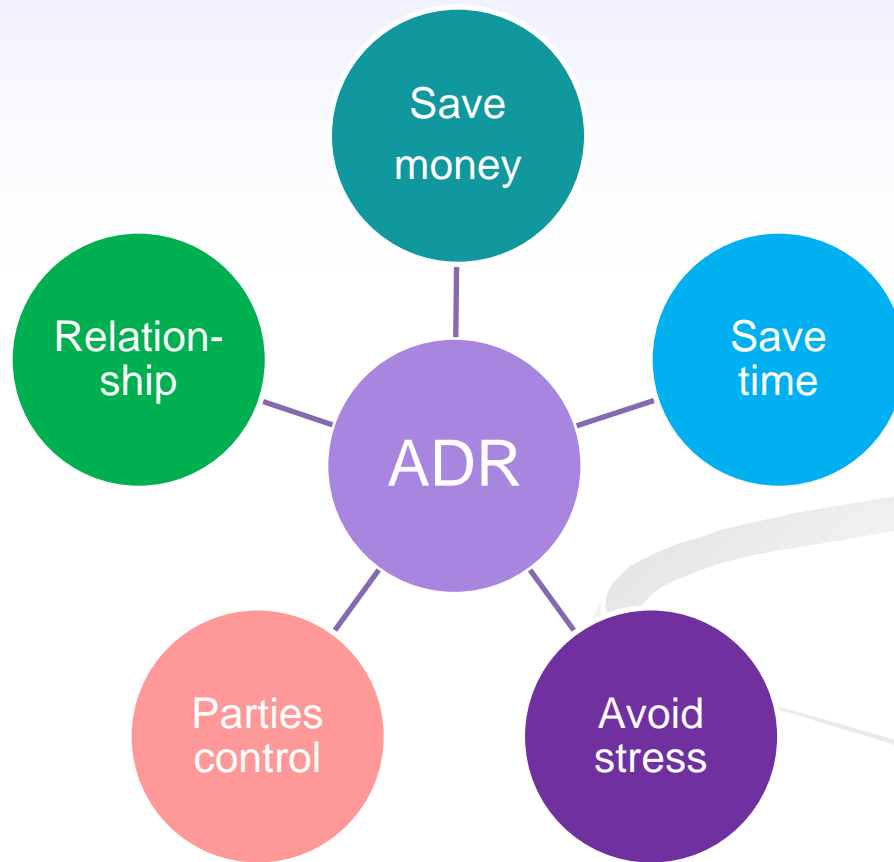 Save
money
Relation-
ship
Save
time
ADR
Parties
control
Avoid
stress